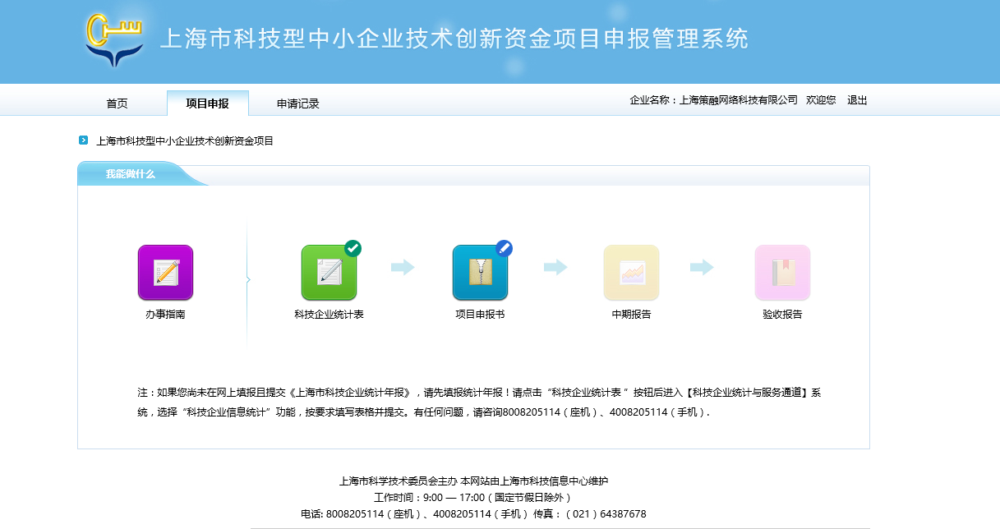 上海市科技型中小企业技术创新资金项目申报管理系统
首页 项目申报 申请记录 企业名称：上海策融网络科技有限公司 欢迎您 退出
上海市科技型中小企业技术创新资金项目
我能做什么
办事指南 科技企业统计表 项目申报书 中期报告 验收报告
注：如果您尚未在网上填报且提交《上海市科技企业统计年报》，请先填报统计年报！请点击“科技企业统计表 ”按钮后进入【科技企业统计与服务通道】系
统，选择“科技企业信息统计”功能，按要求填写表格并提交。有任何问题，请咨询8008205114（座机）、4008205114（手机）.
上海市科学技术委员会主办 本网站由上海市科技信息中心维护
工作时间：9:00 — 17:00（国定节假日除外）
电话: 8008205114（座机）、4008205114（手机） 传真：（021）64387678